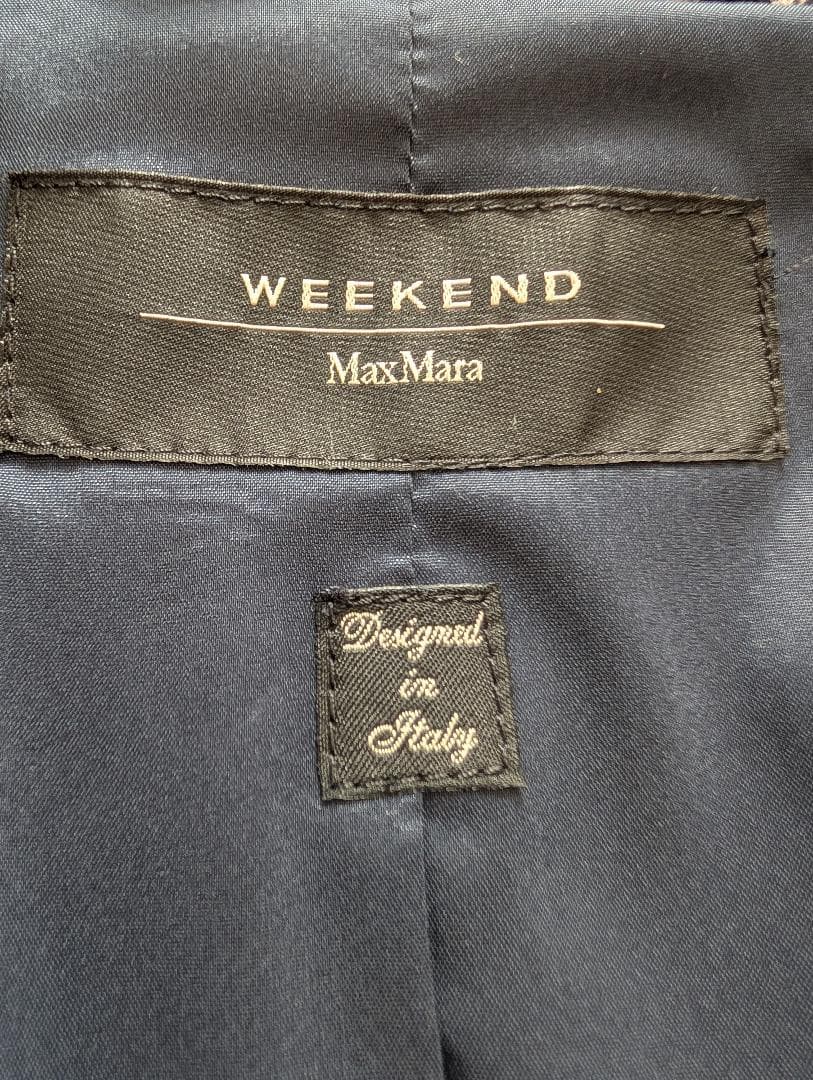 WEEKEND
MaxMara
Designed
in
Italy